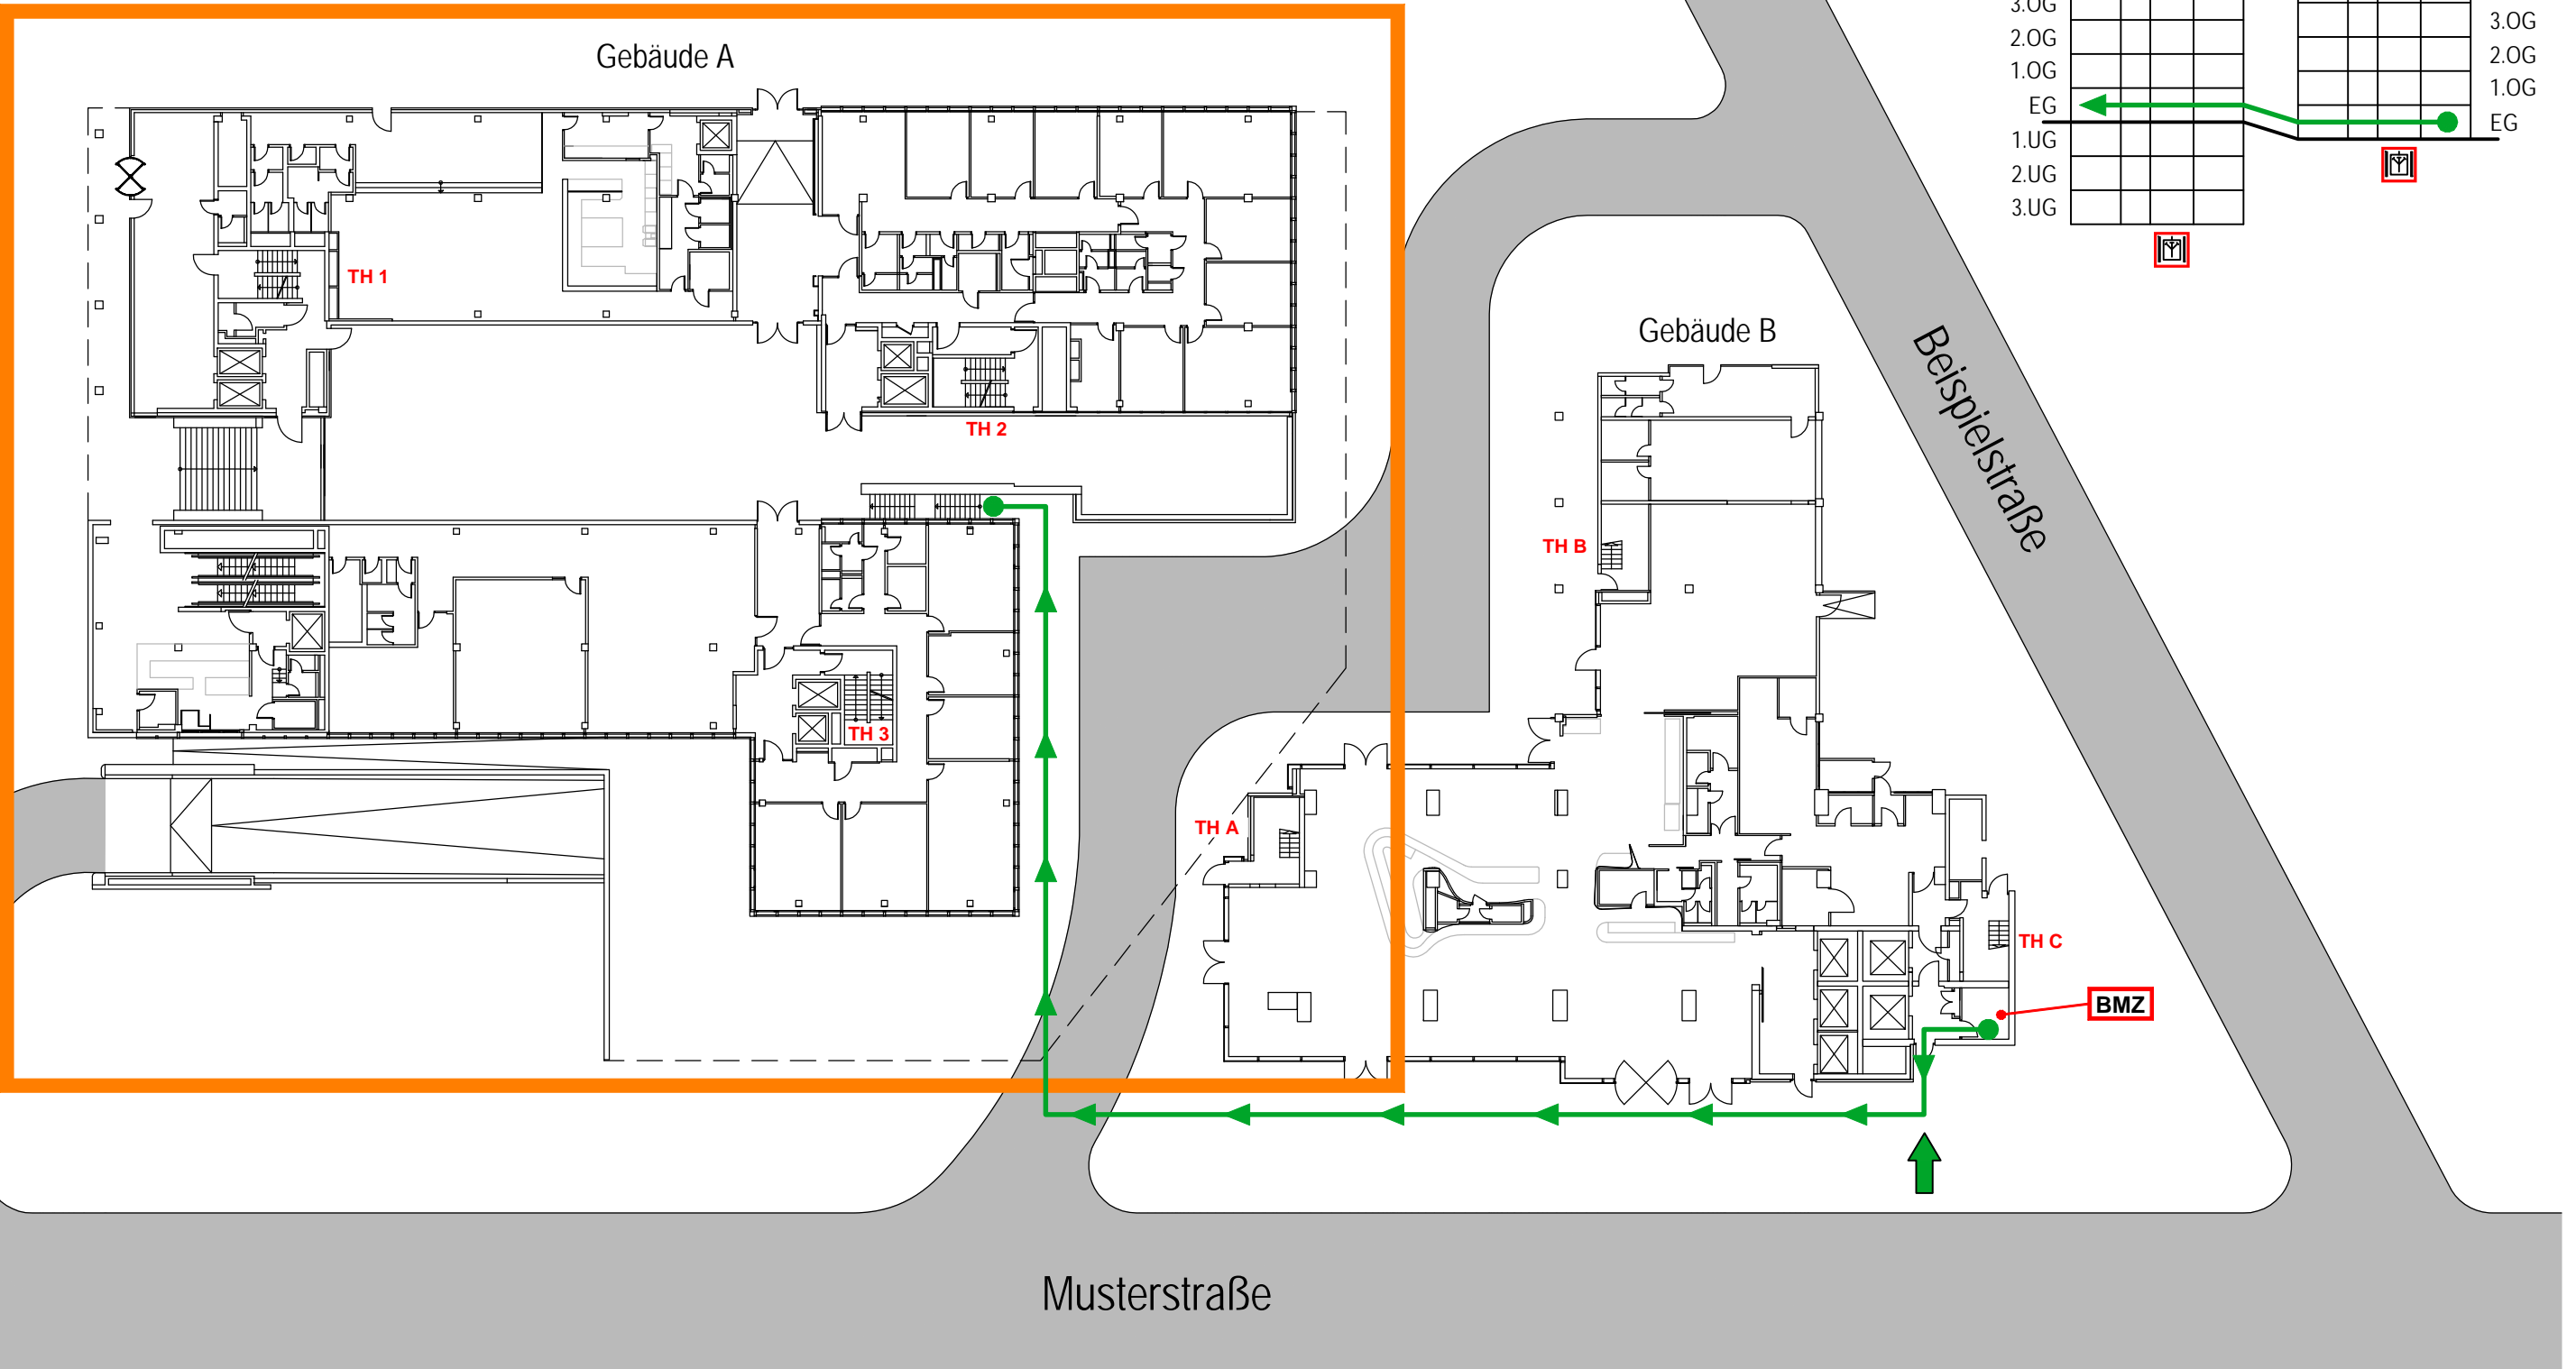 3.OG
2.OG
1.OG
EG
1.UG
2.UG
3.UG
3.OG
2.OG
1.OG
EG
Gebäude A
TH 1
TH 2
TH 3
Gebäude B
Beispielstraße
TH B
TH A
TH C
BMZ
Musterstraße